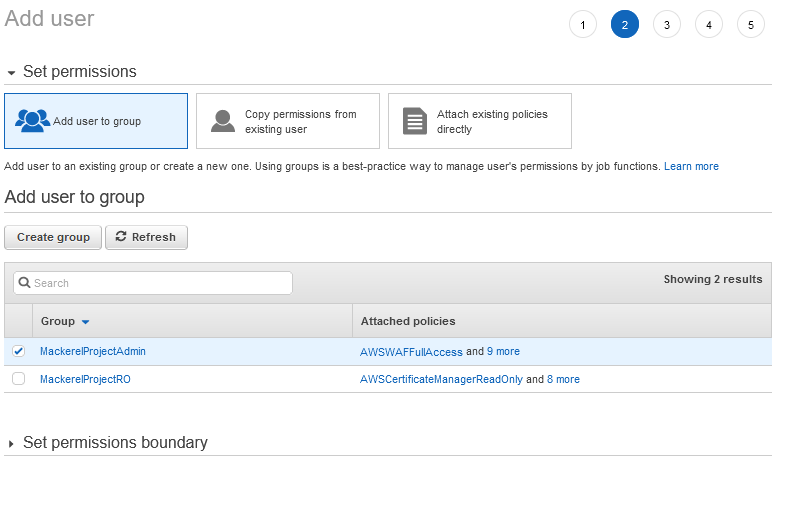 Add user
1 2 3 4 5
Set permissions
Add user to group
Copy permissions from
existing user
Attach existing policies
directly
Add user to an existing group or create a new one. Using groups is a best-practice way to manage user's permissions by job functions. Learn more
Add user to group
Create group Refresh
Search Showing 2 results
Group Attached policies
MackerelProjectAdmin AWSWAFFullAccess and 9 more
MackerelProjectRO AWSCertificateManagerReadOnly and 8 more
Set permissions boundary